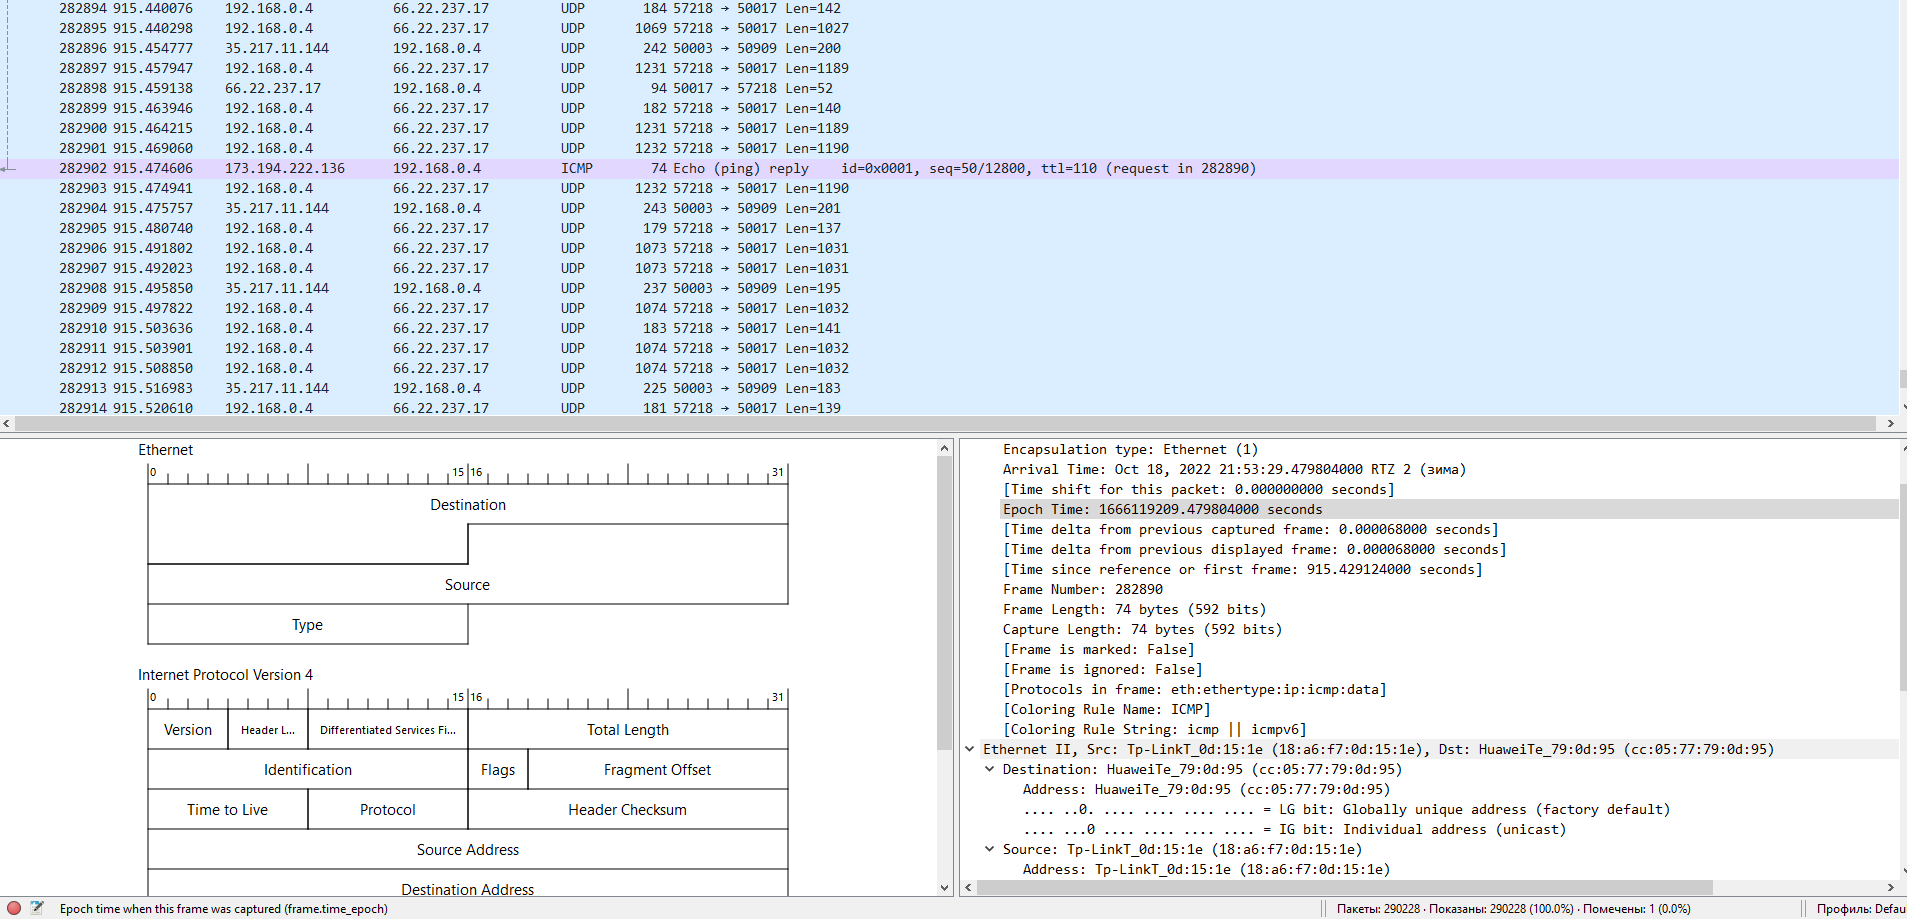 282894 915.440076 192.168.0.4 66.22.237.17 UDP 184 57218 → 50017 Len=142
282895 915.440298 192.168.0.4 66.22.237.17 UDP 1069 57218 → 50017 Len=1027
282896 915.454777 35.217.11.144 192.168.0.4 UDP 242 50003 → 50909 Len=200
282897 915.457947 192.168.0.4 66.22.237.17 UDP 1231 57218 → 50017 Len=1189
282898 915.459138 66.22.237.17 192.168.0.4 UDP 94 50017 → 57218 Len=52
282899 915.463946 192.168.0.4 66.22.237.17 UDP 182 57218 → 50017 Len=140
282900 915.464215 192.168.0.4 66.22.237.17 UDP 1231 57218 → 50017 Len=1189
282901 915.469060 192.168.0.4 66.22.237.17 UDP 1232 57218 → 50017 Len=1190
282902 915.474606 173.194.222.136 192.168.0.4 ICMP 74 Echo (ping) reply id=0x0001, seq=50/12800, ttl=110 (request in 282890)
282903 915.474941 192.168.0.4 66.22.237.17 UDP 1232 57218 → 50017 Len=1190
282904 915.475757 35.217.11.144 192.168.0.4 UDP 243 50003 → 50909 Len=201
282905 915.480740 192.168.0.4 66.22.237.17 UDP 179 57218 → 50017 Len=137
282906 915.491802 192.168.0.4 66.22.237.17 UDP 1073 57218 → 50017 Len=1031
282907 915.492023 192.168.0.4 66.22.237.17 UDP 1073 57218 → 50017 Len=1031
282908 915.495850 35.217.11.144 192.168.0.4 UDP 237 50003 → 50909 Len=195
282909 915.497822 192.168.0.4 66.22.237.17 UDP 1074 57218 → 50017 Len=1032
282910 915.503636 192.168.0.4 66.22.237.17 UDP 183 57218 → 50017 Len=141
282911 915.503901 192.168.0.4 66.22.237.17 UDP 1074 57218 → 50017 Len=1032
282912 915.508850 192.168.0.4 66.22.237.17 UDP 1074 57218 → 50017 Len=1032
282913 915.516983 35.217.11.144 192.168.0.4 UDP 225 50003 → 50909 Len=183
282914 915.520610 192.168.0.4 66.22.237.17 UDP 181 57218 → 50017 Len=139
Ethernet
0 15 16 31
Destination
Source
Type
Internet Protocol Version 4
0 15 16 31
Version Header L... Differentiated Services Fi... Total Length
Identification Flags Fragment Offset
Time to Live Protocol Header Checksum
Source Address
Destination Address
Encapsulation type: Ethernet (1)
Arrival Time: Oct 18, 2022 21:53:29.479804000 RTZ 2 (зима)
[Time shift for this packet: 0.000000000 seconds]
Epoch Time: 1666119209.479804000 seconds
[Time delta from previous captured frame: 0.000068000 seconds]
[Time delta from previous displayed frame: 0.000068000 seconds]
[Time since reference or first frame: 915.429124000 seconds]
Frame Number: 282890
Frame Length: 74 bytes (592 bits)
Capture Length: 74 bytes (592 bits)
[Frame is marked: False]
[Frame is ignored: False]
[Protocols in frame: eth:ethertype:ip:icmp:data]
[Coloring Rule Name: ICMP]
[Coloring Rule String: icmp || icmpv6]
Ethernet II, Src: Tp-LinkT_0d:15:1e (18:a6:f7:0d:15:1e), Dst: HuaweiTe_79:0d:95 (cc:05:77:79:0d:95)
Destination: HuaweiTe_79:0d:95 (cc:05:77:79:0d:95)
Address: HuaweiTe_79:0d:95 (cc:05:77:79:0d:95)
.... ..0. .... .... .... .... = LG bit: Globally unique address (factory default)
.... ...0 .... .... .... .... = IG bit: Individual address (unicast)
Source: Tp-LinkT_0d:15:1e (18:a6:f7:0d:15:1e)
Address: Tp-LinkT_0d:15:1e (18:a6:f7:0d:15:1e)
Epoch time when this frame was captured (frame.time_epoch)
Пакеты: 290228 · Показаны: 290228 (100.0%) · Помечены: 1 (0.0%)
Профиль: Defau